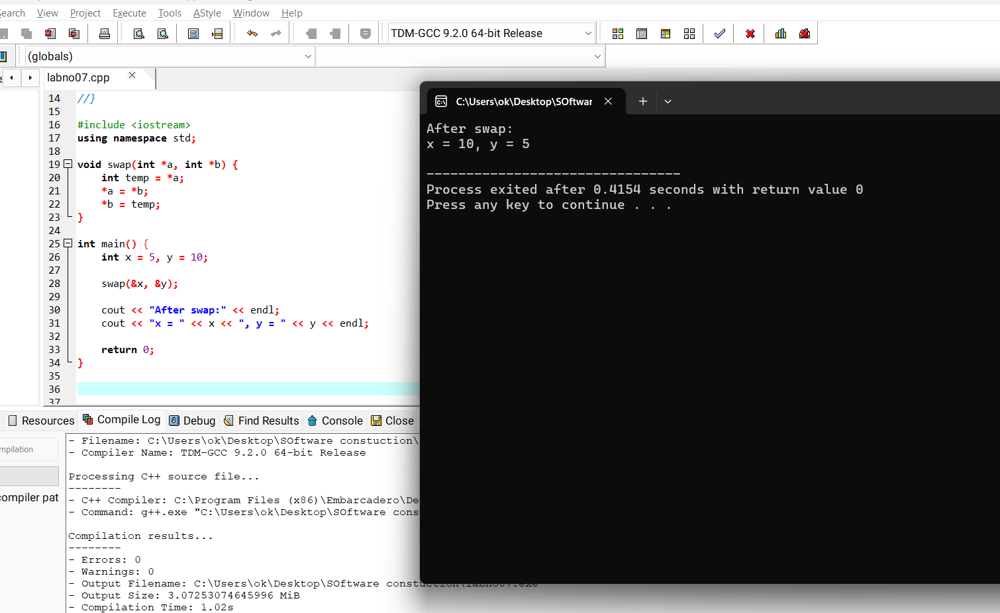 View Project Execute Tools AStyle Window Help
TDM-GCC 9.2.0 64-bit Release
(globals)
labno07.cpp
14 //}
15
16 #include <iostream>
17 using namespace std;
18
19 void swap(int *a, int *b) {
20 int temp = *a;
21 *a = *b;
22 *b = temp;
23 }
24
25 int main() {
26 int x = 5, y = 10;
27
28 swap(&x, &y);
29
30 cout << "After swap:" << endl;
31 cout << "x = " << x << ", y = " << y << endl;
32
33 return 0;
34 }
35
36
37
C:\Users\ok\Desktop\SOftwar
After swap:
x = 10, y = 5
--------------------------------
Process exited after 0.4154 seconds with return value 0
Press any key to continue . . .
Resources Compile Log Debug Find Results Console Close
mpilation
compiler pat
- Filename: C:\Users\ok\Desktop\SOftware constuction\
- Compiler Name: TDM-GCC 9.2.0 64-bit Release
Processing C++ source file...
--------
- C++ Compiler: C:\Program Files (x86)\Embarcadero\De
- Command: g++.exe "C:\Users\ok\Desktop\SOftware cons
Compilation results...
--------
- Errors: 0
- Warnings: 0
- Output Filename: C:\Users\ok\Desktop\SOftware constuction\labno07.exe
- Output Size: 3.07253074645996 MiB
- Compilation Time: 1.02s